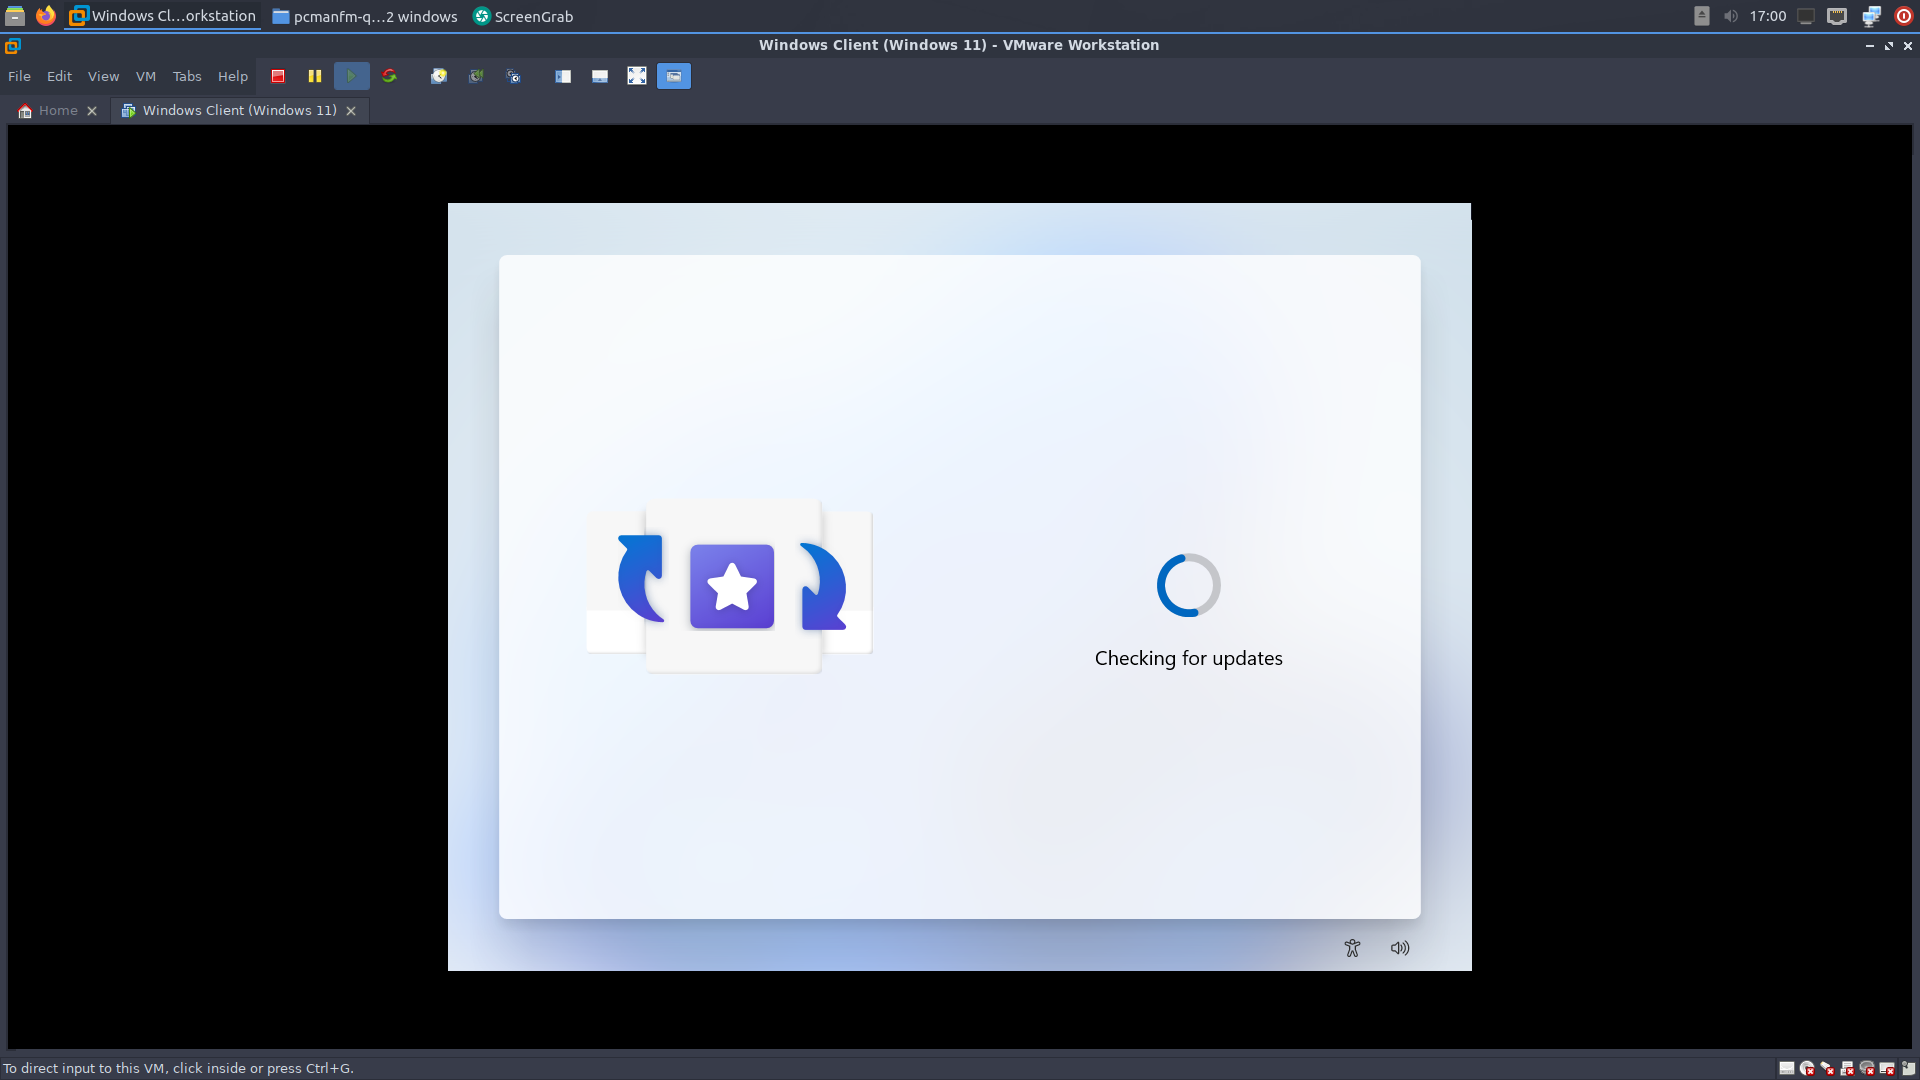 Windows Cl...orkstation pcmanfm-q...2 windows ScreenGrab 17:00
Windows Client (Windows 11) - VMware Workstation
File Edit View VM Tabs Help
Home Windows Client (Windows 11)
Checking for updates
To direct input to this VM, click inside or press Ctrl+G.